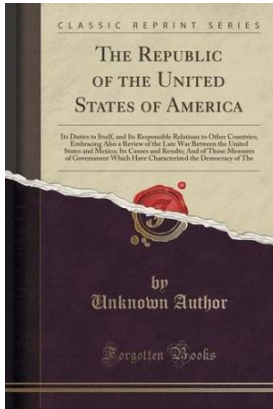 CLASSIC REPRINT SERIES
THE REPUBLIC
OF THE UNITED
STATES OF AMERICA
Its Duties to Itself, and Its Responsible Relations to Other Countries;
Embracing Also a Review of the Late War Between the United
States and Mexico; Its Causes and Results; And of Those Measures
of Government Which Have Characterized the Democracy of The
by
Unknown Author
Forgotten Books